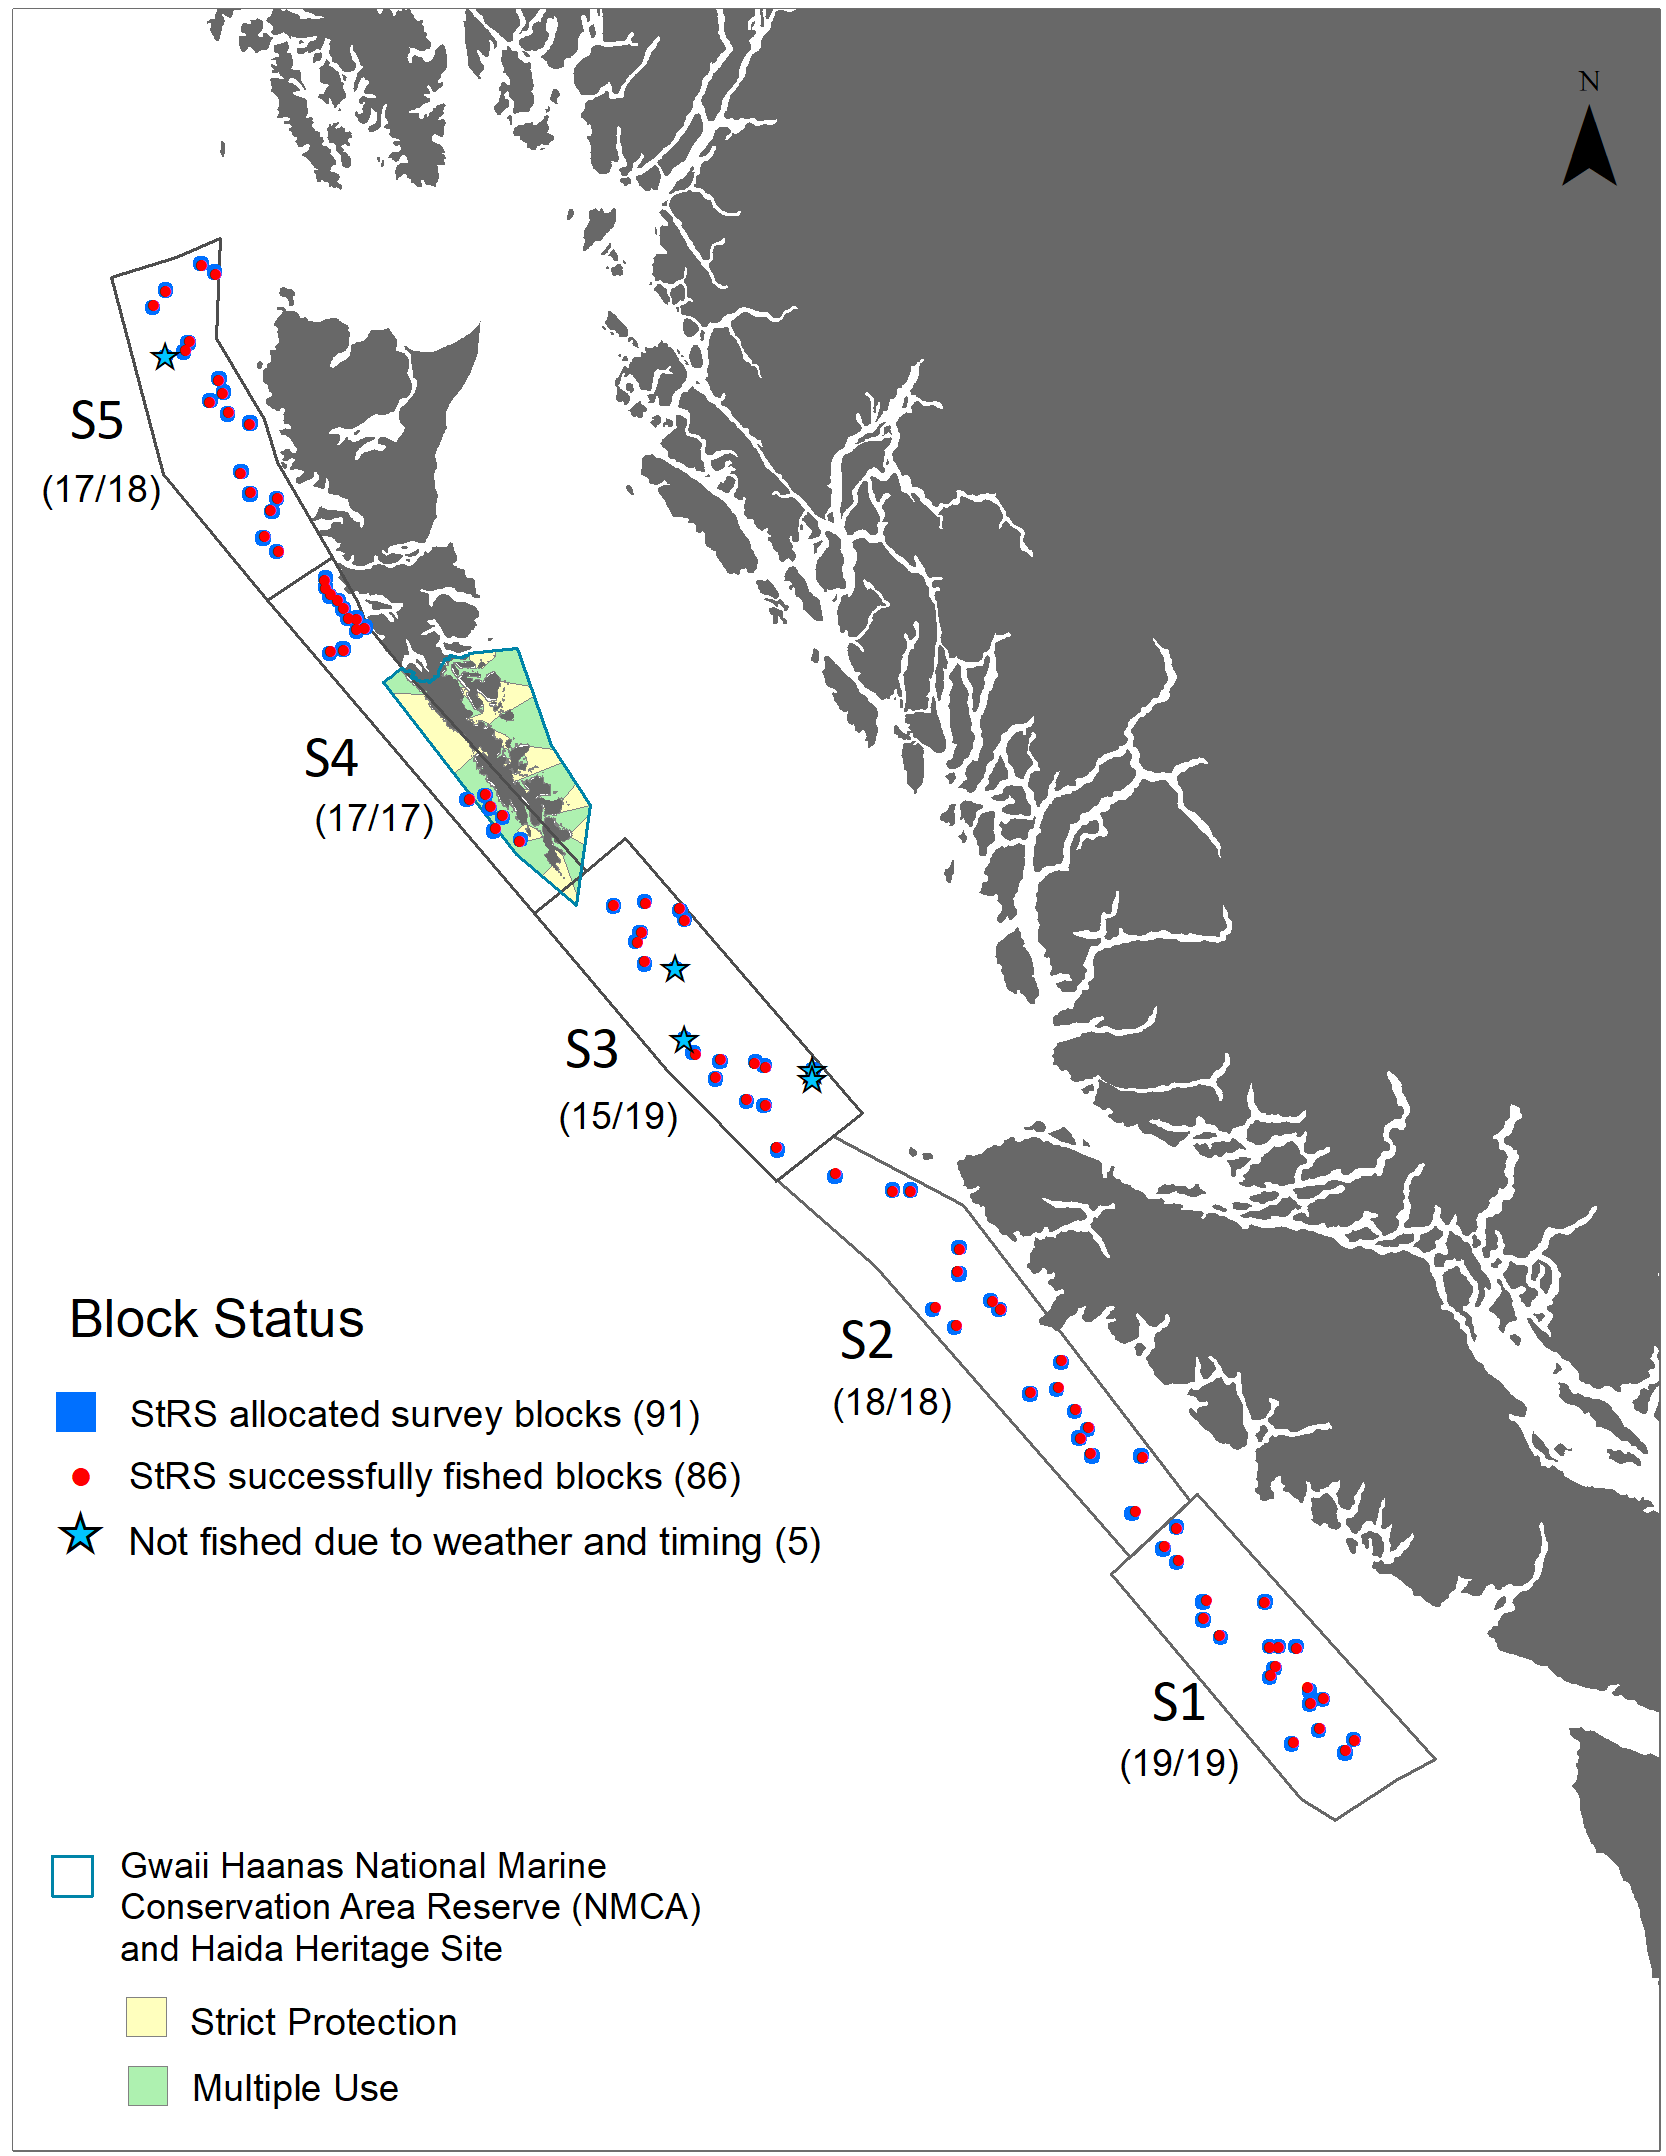 N
S5
(17/18)
S4
(17/17)
S3
(15/19)
S2
(18/18)
S1
(19/19)
Block Status
StRS allocated survey blocks (91)
StRS successfully fished blocks (86)
Not fished due to weather and timing (5)
Gwaii Haanas National Marine
Conservation Area Reserve (NMCA)
and Haida Heritage Site
Strict Protection
Multiple Use